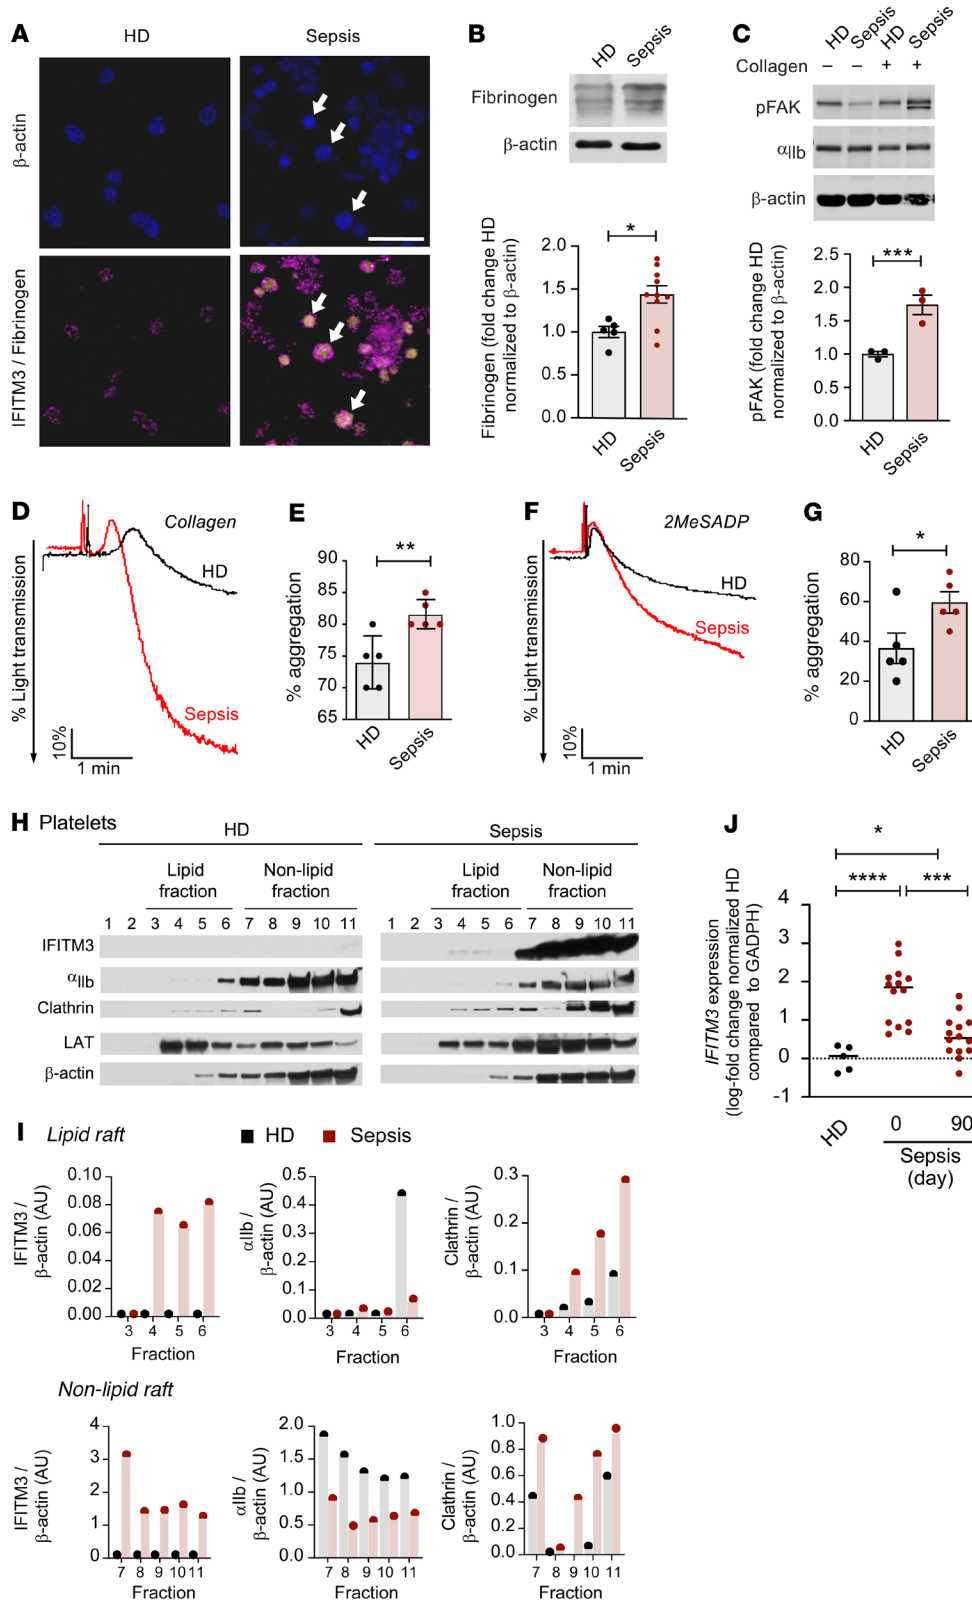 A
HD
Sepsis
β-actin
IFITM3 / Fibrinogen
B
HD
Sepsis
Fibrinogen
β-actin
Fibrinogen (fold change HD
normalized to β-actin)
2.0
1.5
1.0
0.5
0.0
*
HD
Sepsis
C
HD
Sepsis
HD
Sepsis
Collagen – – + +
pFAK
αIIb
β-actin
pFAK (fold change HD
normalized to β-actin)
2.5
2.0
1.5
1.0
0.5
0.0
***
HD
Sepsis
D
Collagen
HD
Sepsis
% Light transmission
10%
1 min
E
% aggregation
90
85
80
75
70
65
**
HD
Sepsis
F
2MeSADP
HD
Sepsis
% Light transmission
10%
1 min
G
% aggregation
80
60
40
20
0
*
HD
Sepsis
H Platelets
HD
Sepsis
Lipid
fraction
Non-lipid
fraction
Lipid
fraction
Non-lipid
fraction
1 2 3 4 5 6 7 8 9 10 11
1 2 3 4 5 6 7 8 9 10 11
IFITM3
αIIb
Clathrin
LAT
β-actin
J
IFITM3 expression
(log-fold change normalized HD
compared to GADPH)
4
3
2
1
0
-1
*
**** ***
HD
0 90
Sepsis
(day)
I Lipid raft
HD Sepsis
IFITM3 /
β-actin (AU)
0.10
0.08
0.06
0.04
0.02
0.00
3 4 5 6
Fraction
αIIb /
β-actin (AU)
0.5
0.4
0.3
0.2
0.1
0.0
3 4 5 6
Fraction
Clathrin /
β-actin (AU)
0.3
0.2
0.1
0.0
3 4 5 6
Fraction
Non-lipid raft
IFITM3 /
β-actin (AU)
4
3
2
1
0
7 8 9 10 11
Fraction
αIIb /
β-actin (AU)
2.0
1.5
1.0
0.5
0.0
7 8 9 10 11
Fraction
Clathrin /
β-actin (AU)
1.0
0.8
0.6
0.4
0.2
0.0
7 8 9 10 11
Fraction